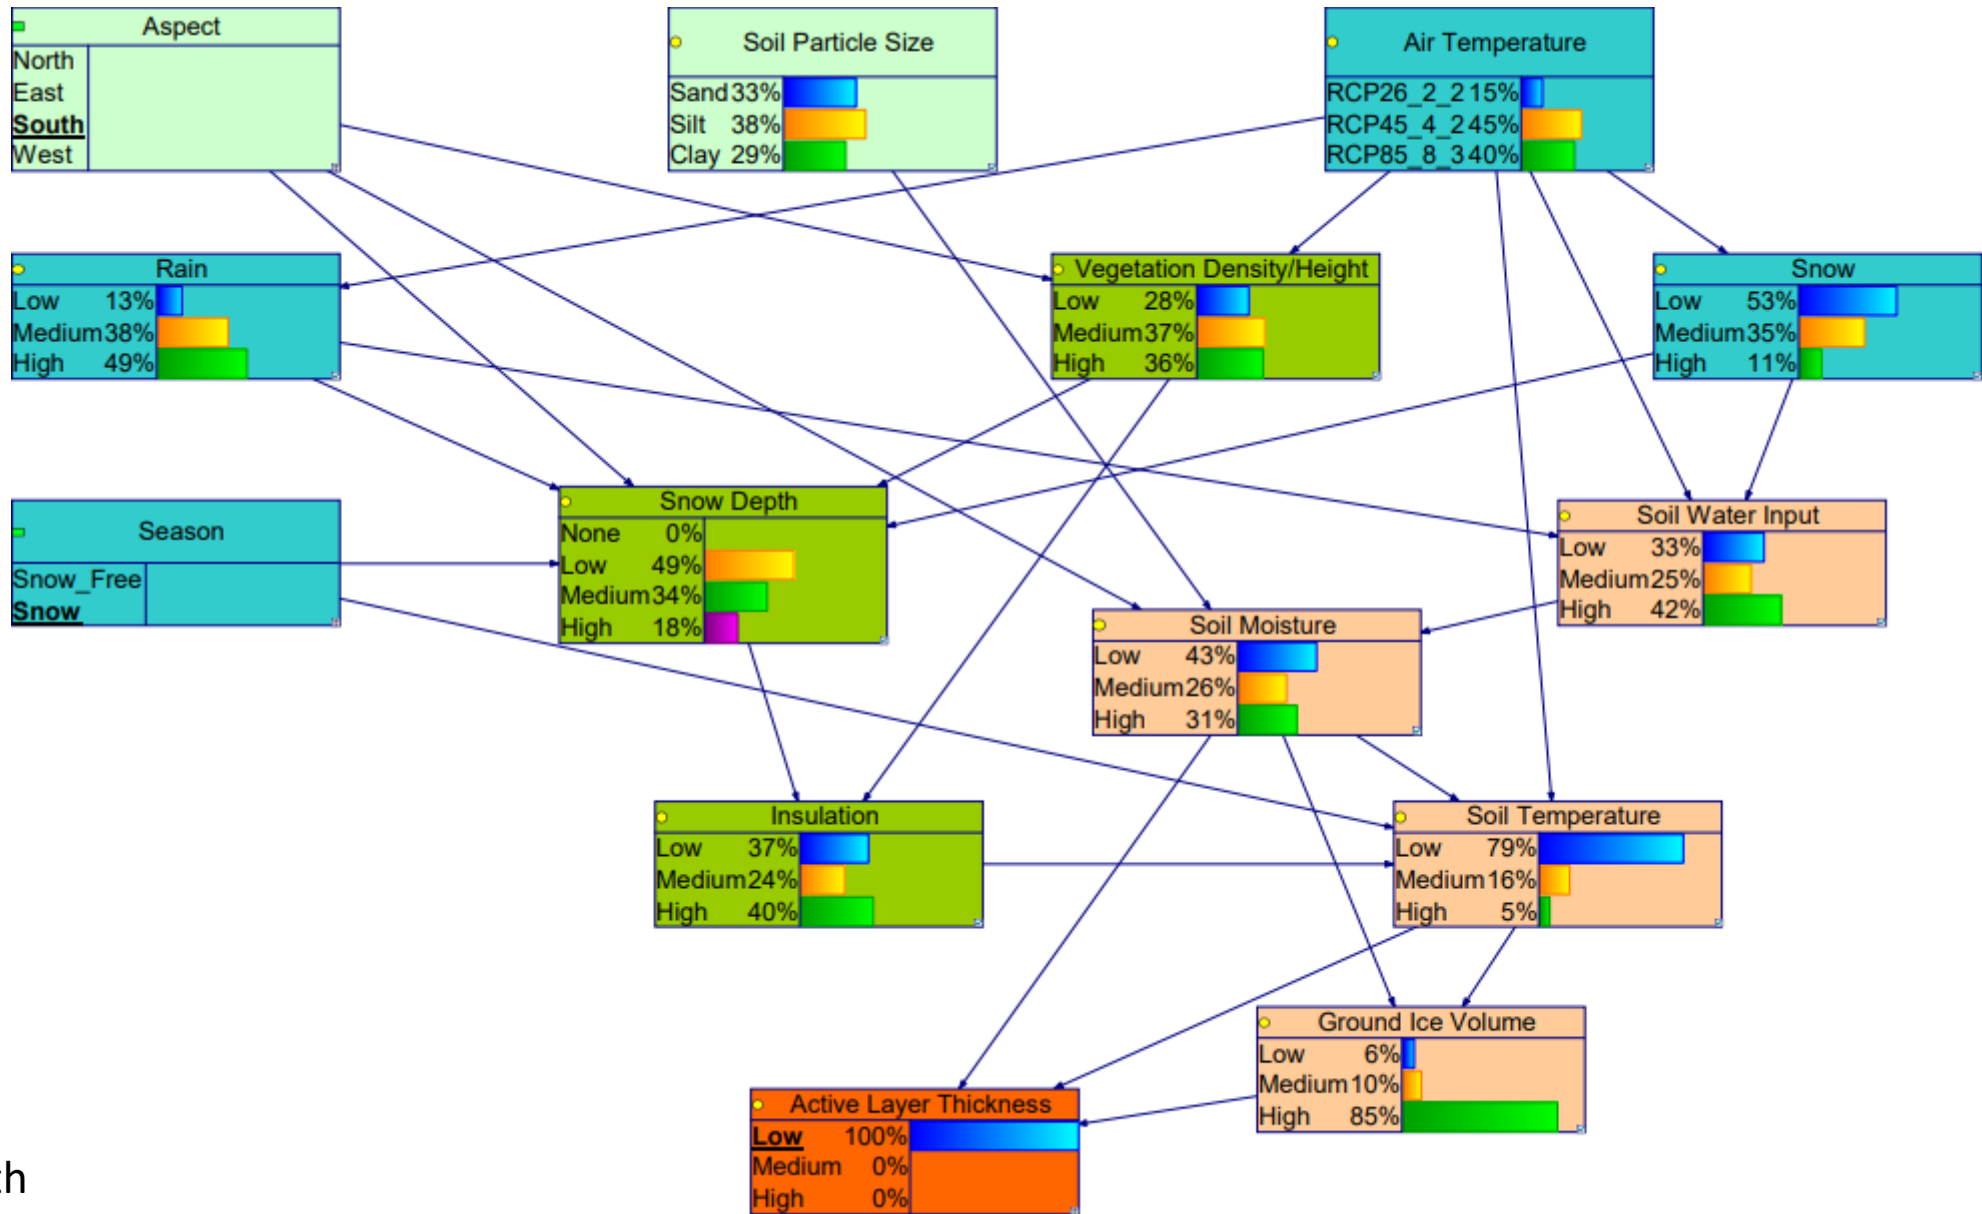 Aspect
North
East
South
West
Soil Particle Size
Sand 33%
Silt 38%
Clay 29%
Air Temperature
RCP26_2_2 15%
RCP45_4_2 45%
RCP85_8_3 40%
Rain
Low 13%
Medium 38%
High 49%
Vegetation Density/Height
Low 28%
Medium 37%
High 36%
Snow
Low 53%
Medium 35%
High 11%
Season
Snow_Free
Snow
Snow Depth
None 0%
Low 49%
Medium 34%
High 18%
Soil Water Input
Low 33%
Medium 25%
High 42%
Soil Moisture
Low 43%
Medium 26%
High 31%
Insulation
Low 37%
Medium 24%
High 40%
Soil Temperature
Low 79%
Medium 16%
High 5%
Ground Ice Volume
Low 6%
Medium 10%
High 85%
Active Layer Thickness
Low 100%
Medium 0%
High 0%